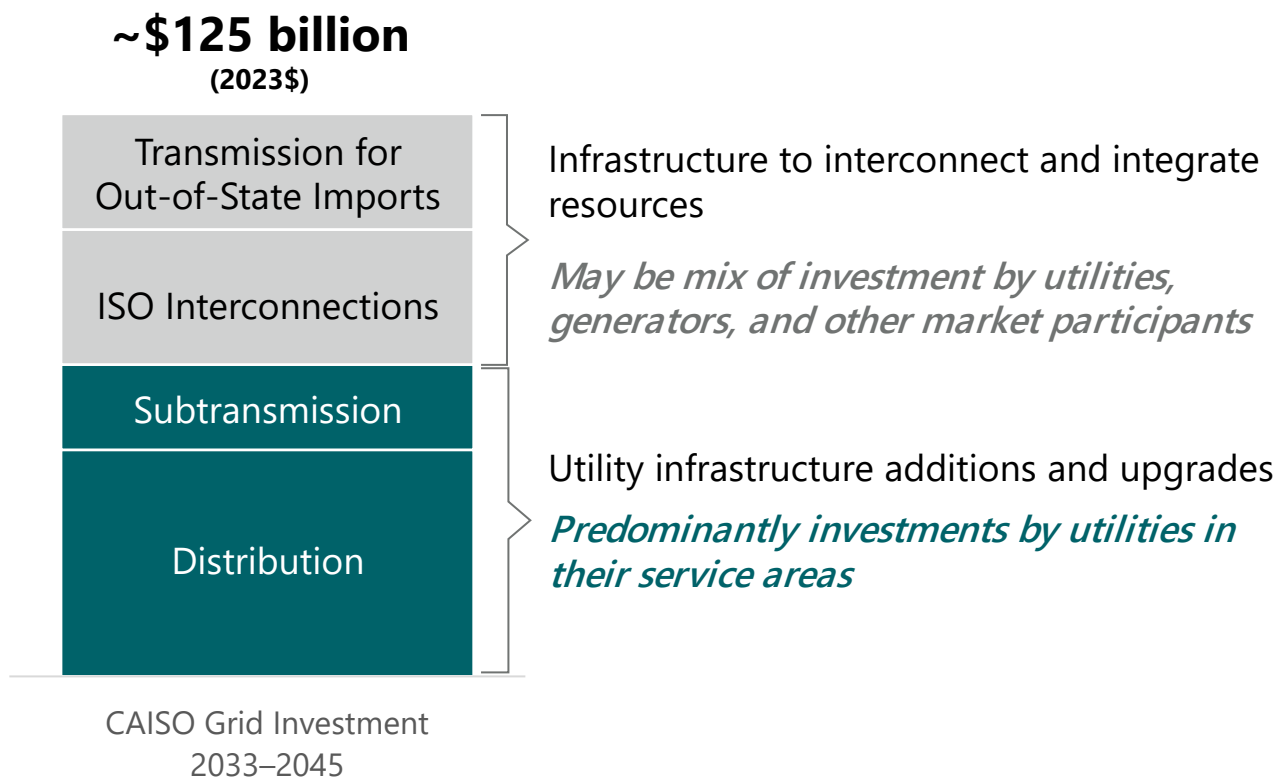 ~$125 billion
(2023$)
Transmission for
Out-of-State Imports
ISO Interconnections
Subtransmission
Distribution
Infrastructure to interconnect and integrate
resources
May be mix of investment by utilities,
generators, and other market participants
Utility infrastructure additions and upgrades
Predominantly investments by utilities in
their service areas
CAISO Grid Investment
2033–2045